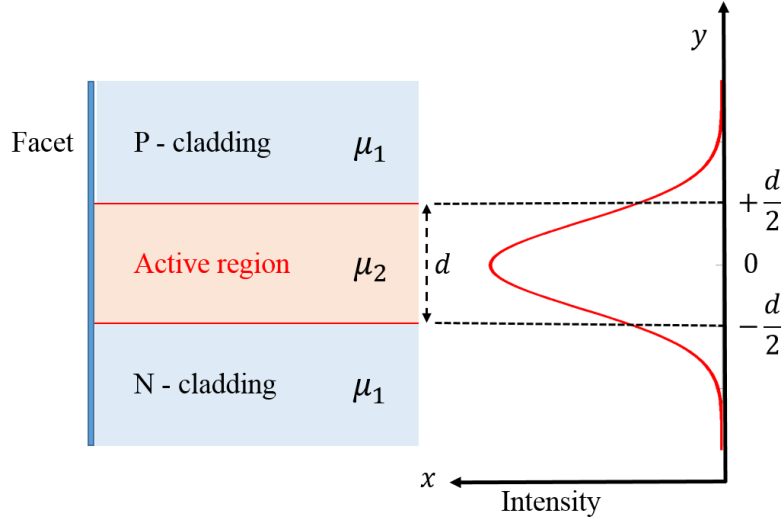 y
Facet
P - cladding
μ₁
+ d/2
Active region
μ₂
d
0
- d/2
N - cladding
μ₁
x
Intensity